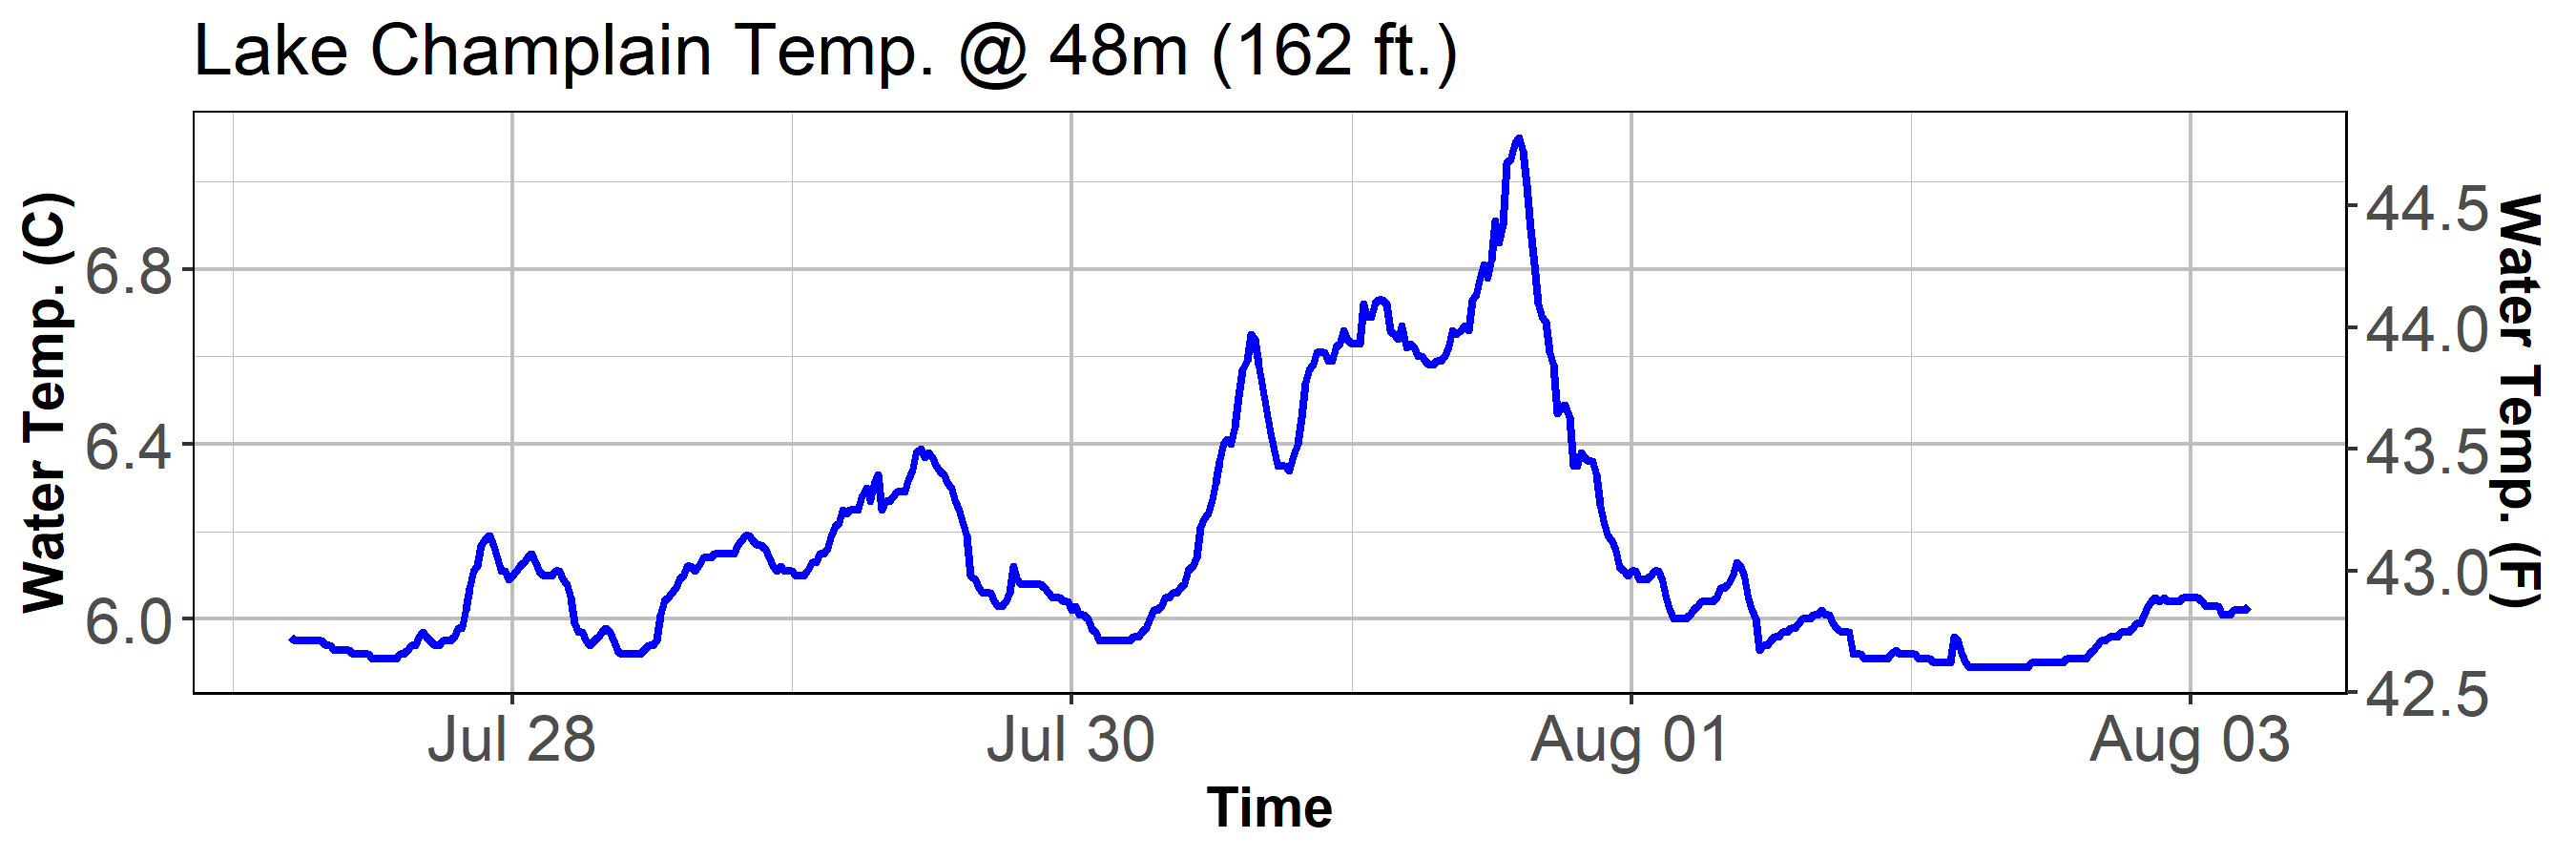 Lake Champlain Temp. @ 48m (162 ft.)
Water Temp. (C)
6.8
6.4
6.0
44.5
44.0
43.5
43.0
42.5
Water Temp. (F)
Jul 28
Jul 30
Aug 01
Aug 03
Time